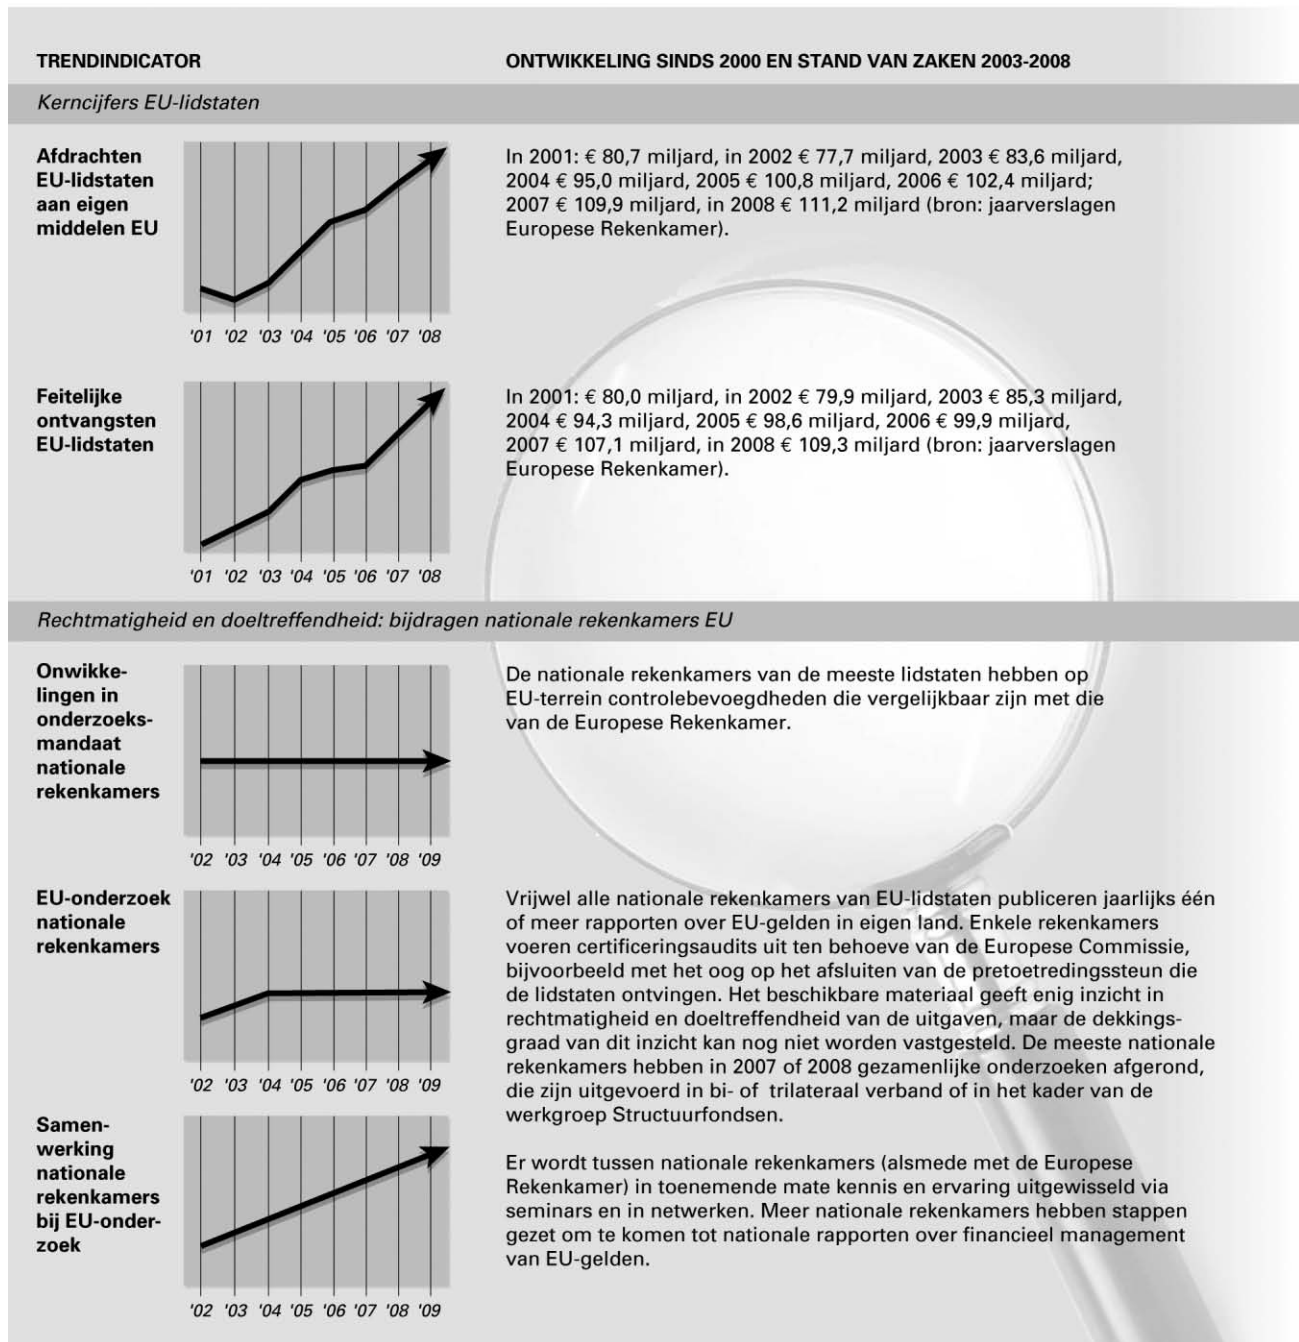 TRENDINDICATOR
ONTWIKKELING SINDS 2000 EN STAND VAN ZAKEN 2003-2008
Kerncijfers EU-lidstaten
Afdrachten
EU-lidstaten
aan eigen
middelen EU
'01 '02 '03 '04 '05 '06 '07 '08
In 2001: € 80,7 miljard, in 2002 € 77,7 miljard, 2003 € 83,6 miljard,
2004 € 95,0 miljard, 2005 € 100,8 miljard, 2006 € 102,4 miljard;
2007 € 109,9 miljard, in 2008 € 111,2 miljard (bron: jaarverslagen
Europese Rekenkamer).
Feitelijke
ontvangsten
EU-lidstaten
'01 '02 '03 '04 '05 '06 '07 '08
In 2001: € 80,0 miljard, in 2002 € 79,9 miljard, 2003 € 85,3 miljard,
2004 € 94,3 miljard, 2005 € 98,6 miljard, 2006 € 99,9 miljard,
2007 € 107,1 miljard, in 2008 € 109,3 miljard (bron: jaarverslagen
Europese Rekenkamer).
Rechtmatigheid en doeltreffendheid: bijdragen nationale rekenkamers EU
Onwikke-
lingen in
onderzoeks-
mandaat
nationale
rekenkamers
'02 '03 '04 '05 '06 '07 '08 '09
De nationale rekenkamers van de meeste lidstaten hebben op
EU-terrein controlebevoegdheden die vergelijkbaar zijn met die
van de Europese Rekenkamer.
EU-onderzoek
nationale
rekenkamers
'02 '03 '04 '05 '06 '07 '08 '09
Vrijwel alle nationale rekenkamers van EU-lidstaten publiceren jaarlijks één
of meer rapporten over EU-gelden in eigen land. Enkele rekenkamers
voeren certificeringsaudits uit ten behoeve van de Europese Commissie,
bijvoorbeeld met het oog op het afsluiten van de pretoetredingssteun die
de lidstaten ontvingen. Het beschikbare materiaal geeft enig inzicht in
rechtmatigheid en doeltreffendheid van de uitgaven, maar de dekkings-
graad van dit inzicht kan nog niet worden vastgesteld. De meeste nationale
rekenkamers hebben in 2007 of 2008 gezamenlijke onderzoeken afgerond,
die zijn uitgevoerd in bi- of trilateraal verband of in het kader van de
werkgroep Structuurfondsen.
Samen-
werking
nationale
rekenkamers
bij EU-onder-
zoek
'02 '03 '04 '05 '06 '07 '08 '09
Er wordt tussen nationale rekenkamers (alsmede met de Europese
Rekenkamer) in toenemende mate kennis en ervaring uitgewisseld via
seminars en in netwerken. Meer nationale rekenkamers hebben stappen
gezet om te komen tot nationale rapporten over financieel management
van EU-gelden.